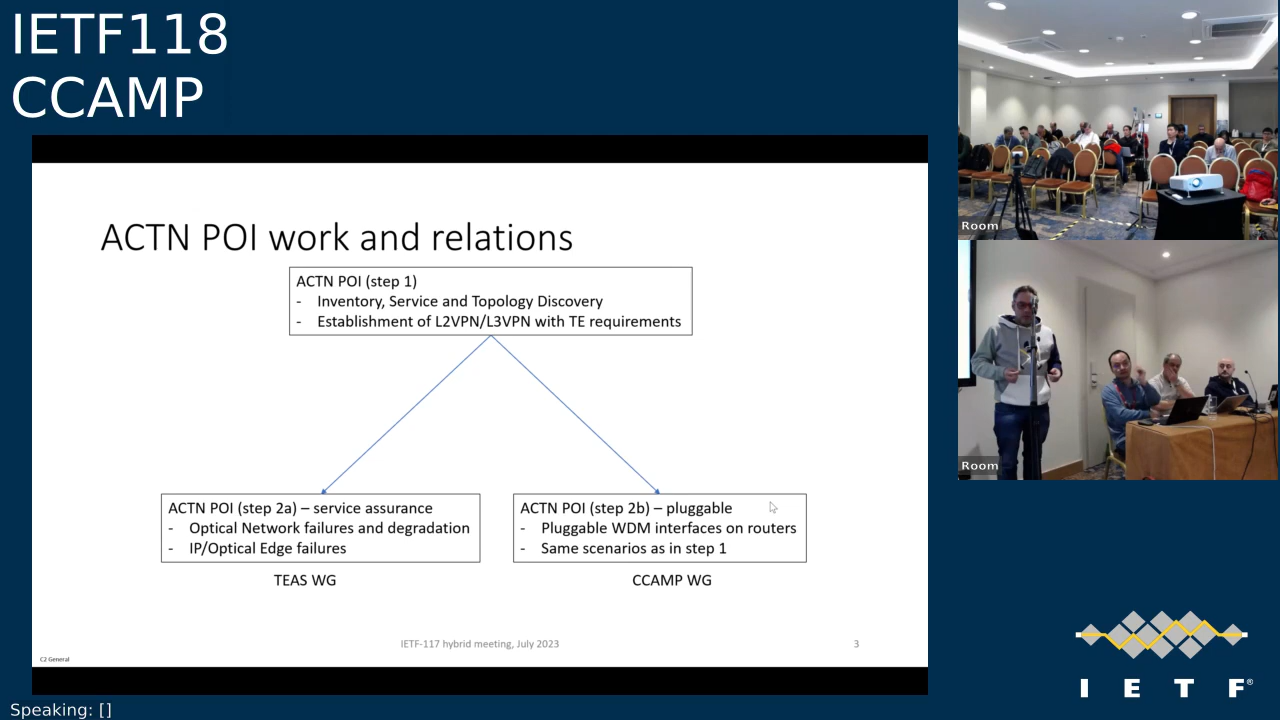 IETF118
CCAMP
ACTN POI work and relations
ACTN POI (step 1)
- Inventory, Service and Topology Discovery
- Establishment of L2VPN/L3VPN with TE requirements
ACTN POI (step 2a) – service assurance
- Optical Network failures and degradation
- IP/Optical Edge failures
TEAS WG
ACTN POI (step 2b) – pluggable
- Pluggable WDM interfaces on routers
- Same scenarios as in step 1
CCAMP WG
IETF-117 hybrid meeting, July 2023
3
C2 General
Room
Room
I E T F®
Speaking: []